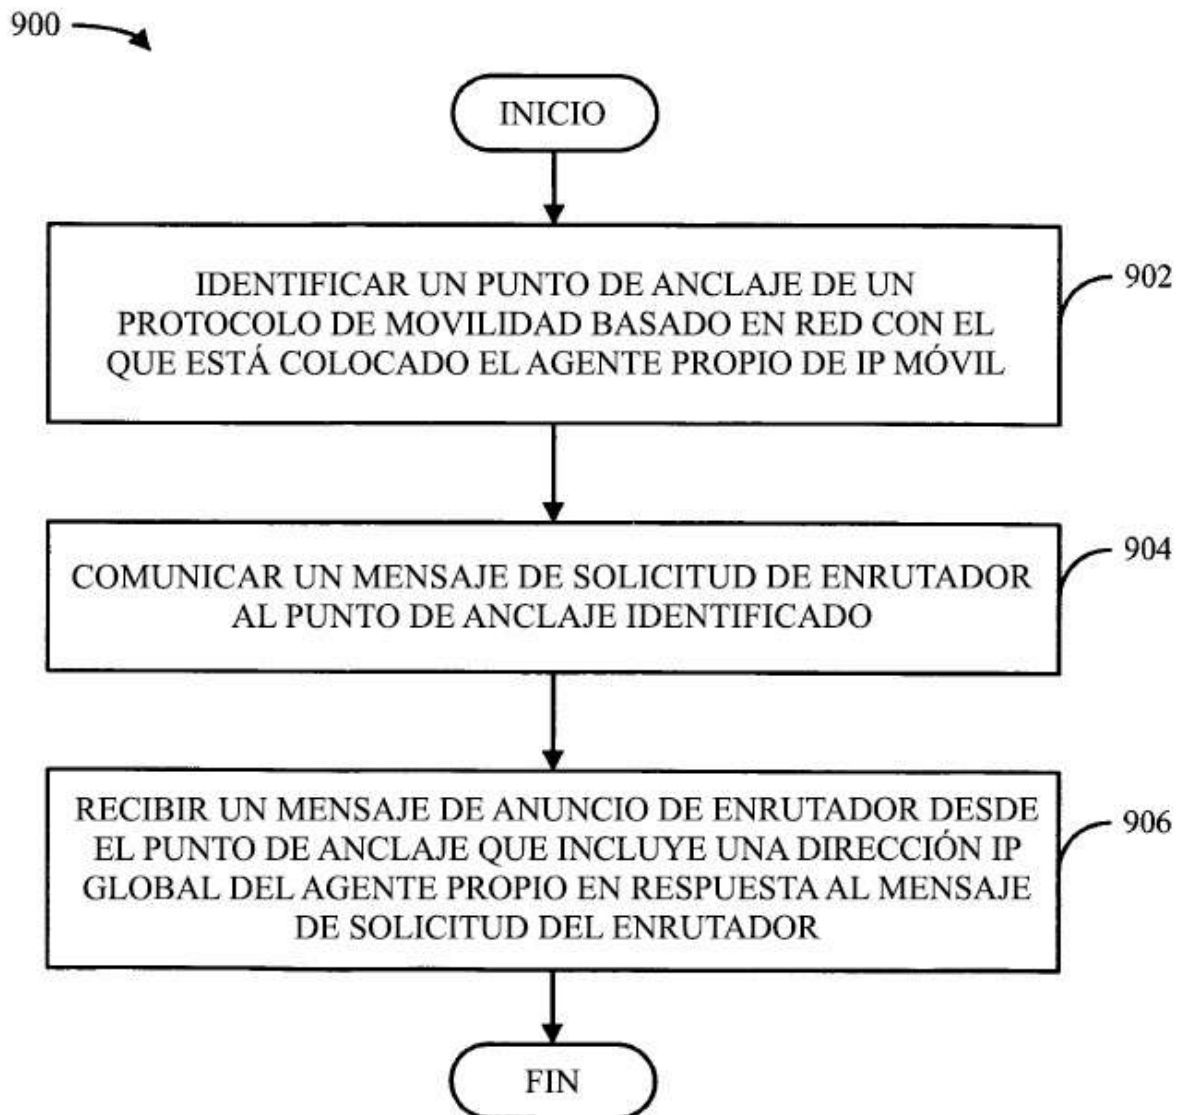 900
INICIO
IDENTIFICAR UN PUNTO DE ANCLAJE DE UN
PROTOCOLO DE MOVILIDAD BASADO EN RED CON EL
QUE ESTÁ COLOCADO EL AGENTE PROPIO DE IP MÓVIL
902
COMUNICAR UN MENSAJE DE SOLICITUD DE ENRUTADOR
AL PUNTO DE ANCLAJE IDENTIFICADO
904
RECIBIR UN MENSAJE DE ANUNCIO DE ENRUTADOR DESDE
EL PUNTO DE ANCLAJE QUE INCLUYE UNA DIRECCIÓN IP
GLOBAL DEL AGENTE PROPIO EN RESPUESTA AL MENSAJE
DE SOLICITUD DEL ENRUTADOR
906
FIN